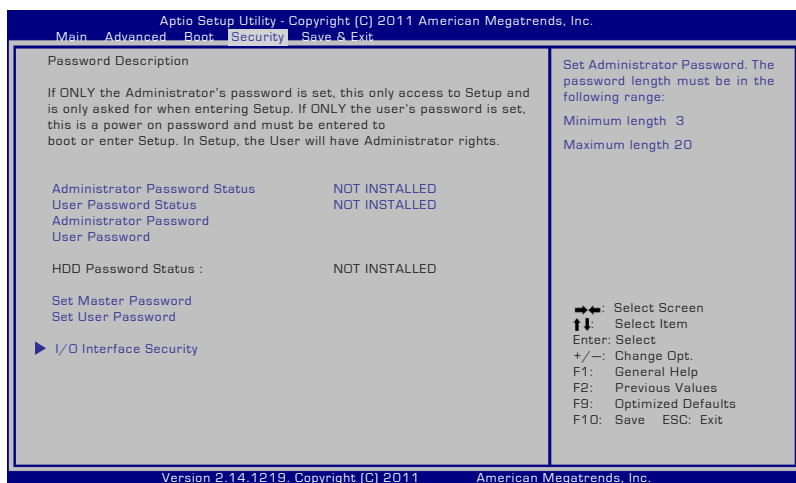 Aptio Setup Utility - Copyright (C) 2011 American Megatrends, Inc.
Main Advanced Boot Security Save & Exit
Password Description
If ONLY the Administrator's password is set, this only access to Setup and
is only asked for when entering Setup. If ONLY the user's password is set,
this is a power on password and must be entered to
boot or enter Setup. In Setup, the User will have Administrator rights.
Administrator Password Status NOT INSTALLED
User Password Status NOT INSTALLED
Administrator Password
User Password
HDD Password Status : NOT INSTALLED
Set Master Password
Set User Password
I/O Interface Security
Set Administrator Password. The
password length must be in the
following range:
Minimum length 3
Maximum length 20
→←: Select Screen
↑↓: Select Item
Enter: Select
+/—: Change Opt.
F1: General Help
F2: Previous Values
F9: Optimized Defaults
F10: Save ESC: Exit
Version 2.14.1219. Copyright (C) 2011 American Megatrends, Inc.